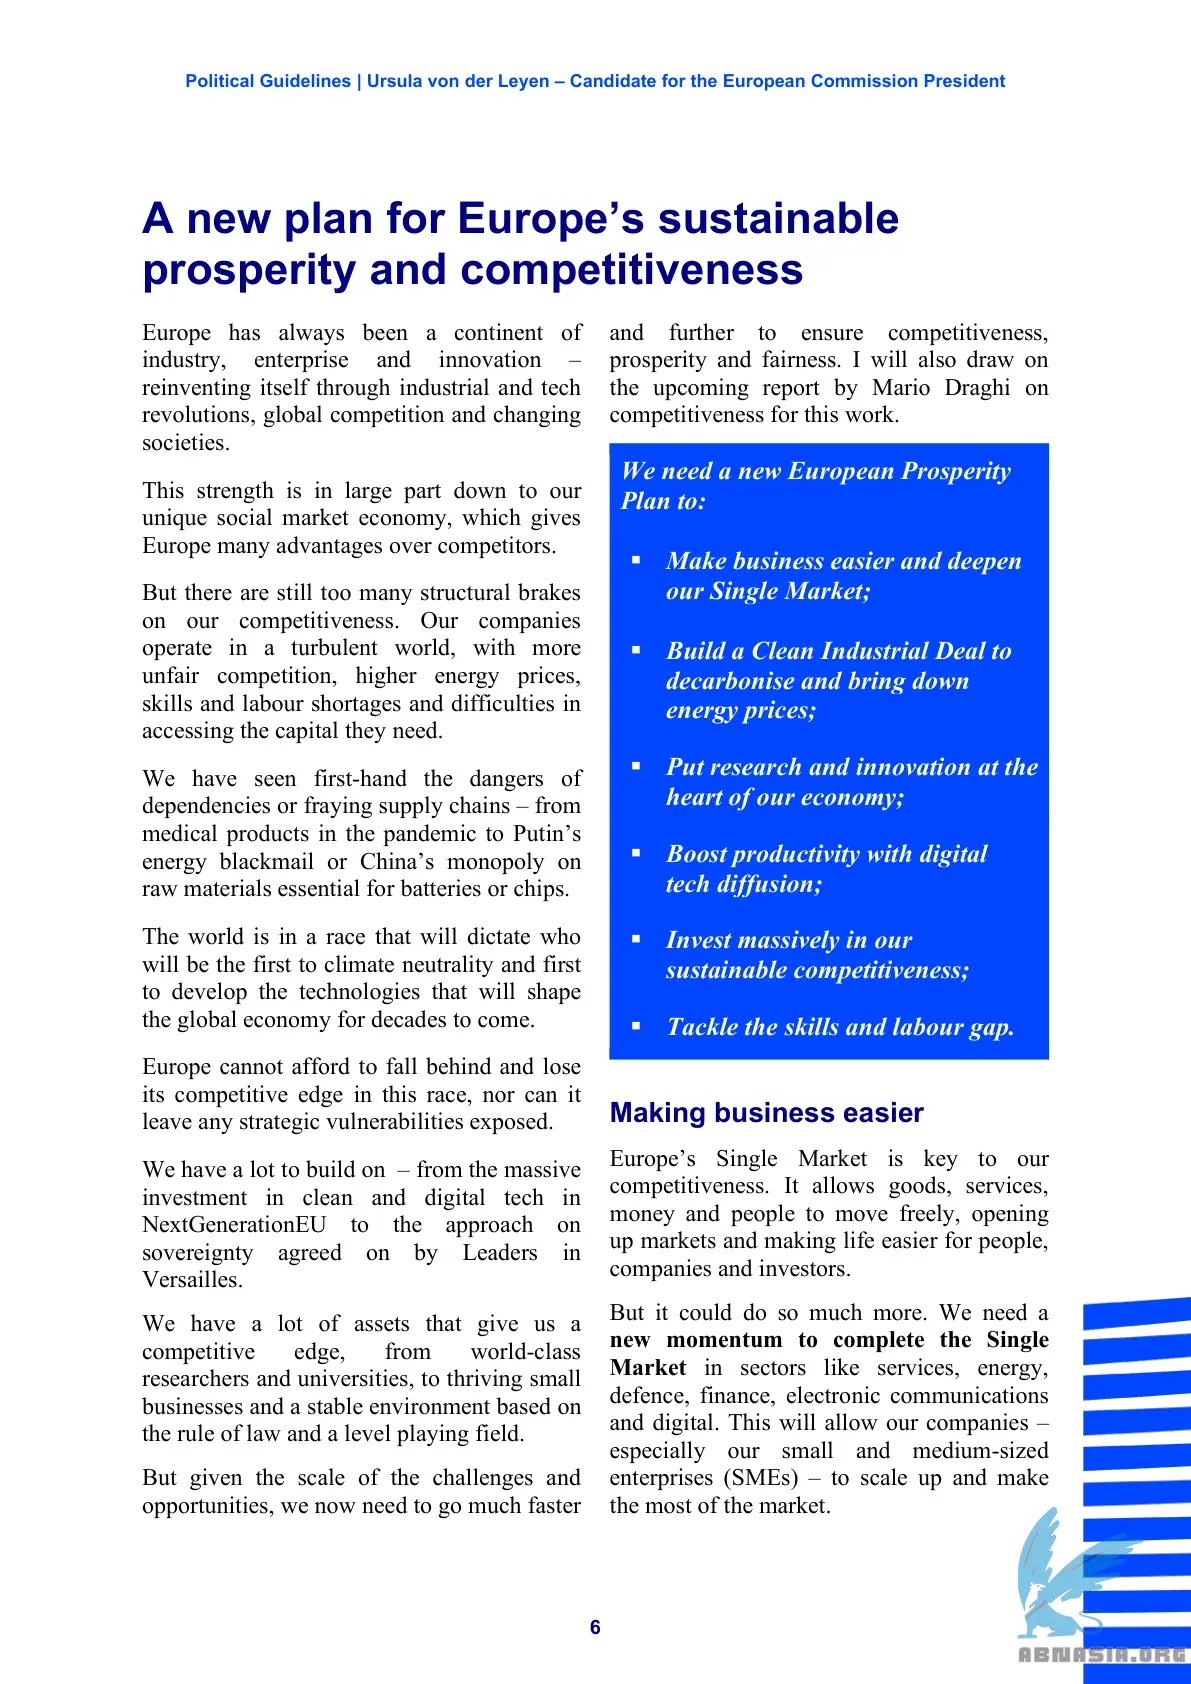 Political Guidelines | Ursula von der Leyen – Candidate for the European Commission President
A new plan for Europe’s sustainable
prosperity and competitiveness
Europe has always been a continent of
industry, enterprise and innovation –
reinventing itself through industrial and tech
revolutions, global competition and changing
societies.
This strength is in large part down to our
unique social market economy, which gives
Europe many advantages over competitors.
But there are still too many structural brakes
on our competitiveness. Our companies
operate in a turbulent world, with more
unfair competition, higher energy prices,
skills and labour shortages and difficulties in
accessing the capital they need.
We have seen first-hand the dangers of
dependencies or fraying supply chains – from
medical products in the pandemic to Putin’s
energy blackmail or China’s monopoly on
raw materials essential for batteries or chips.
The world is in a race that will dictate who
will be the first to climate neutrality and first
to develop the technologies that will shape
the global economy for decades to come.
Europe cannot afford to fall behind and lose
its competitive edge in this race, nor can it
leave any strategic vulnerabilities exposed.
We have a lot to build on – from the massive
investment in clean and digital tech in
NextGenerationEU to the approach on
sovereignty agreed on by Leaders in
Versailles.
We have a lot of assets that give us a
competitive edge, from world-class
researchers and universities, to thriving small
businesses and a stable environment based on
the rule of law and a level playing field.
But given the scale of the challenges and
opportunities, we now need to go much faster
and further to ensure competitiveness,
prosperity and fairness. I will also draw on
the upcoming report by Mario Draghi on
competitiveness for this work.
We need a new European Prosperity
Plan to:
▪ Make business easier and deepen
our Single Market;
▪ Build a Clean Industrial Deal to
decarbonise and bring down
energy prices;
▪ Put research and innovation at the
heart of our economy;
▪ Boost productivity with digital
tech diffusion;
▪ Invest massively in our
sustainable competitiveness;
▪ Tackle the skills and labour gap.
Making business easier
Europe’s Single Market is key to our
competitiveness. It allows goods, services,
money and people to move freely, opening
up markets and making life easier for people,
companies and investors.
But it could do so much more. We need a
new momentum to complete the Single
Market in sectors like services, energy,
defence, finance, electronic communications
and digital. This will allow our companies –
especially our small and medium-sized
enterprises (SMEs) – to scale up and make
the most of the market.
6
ABNASIA.ORG